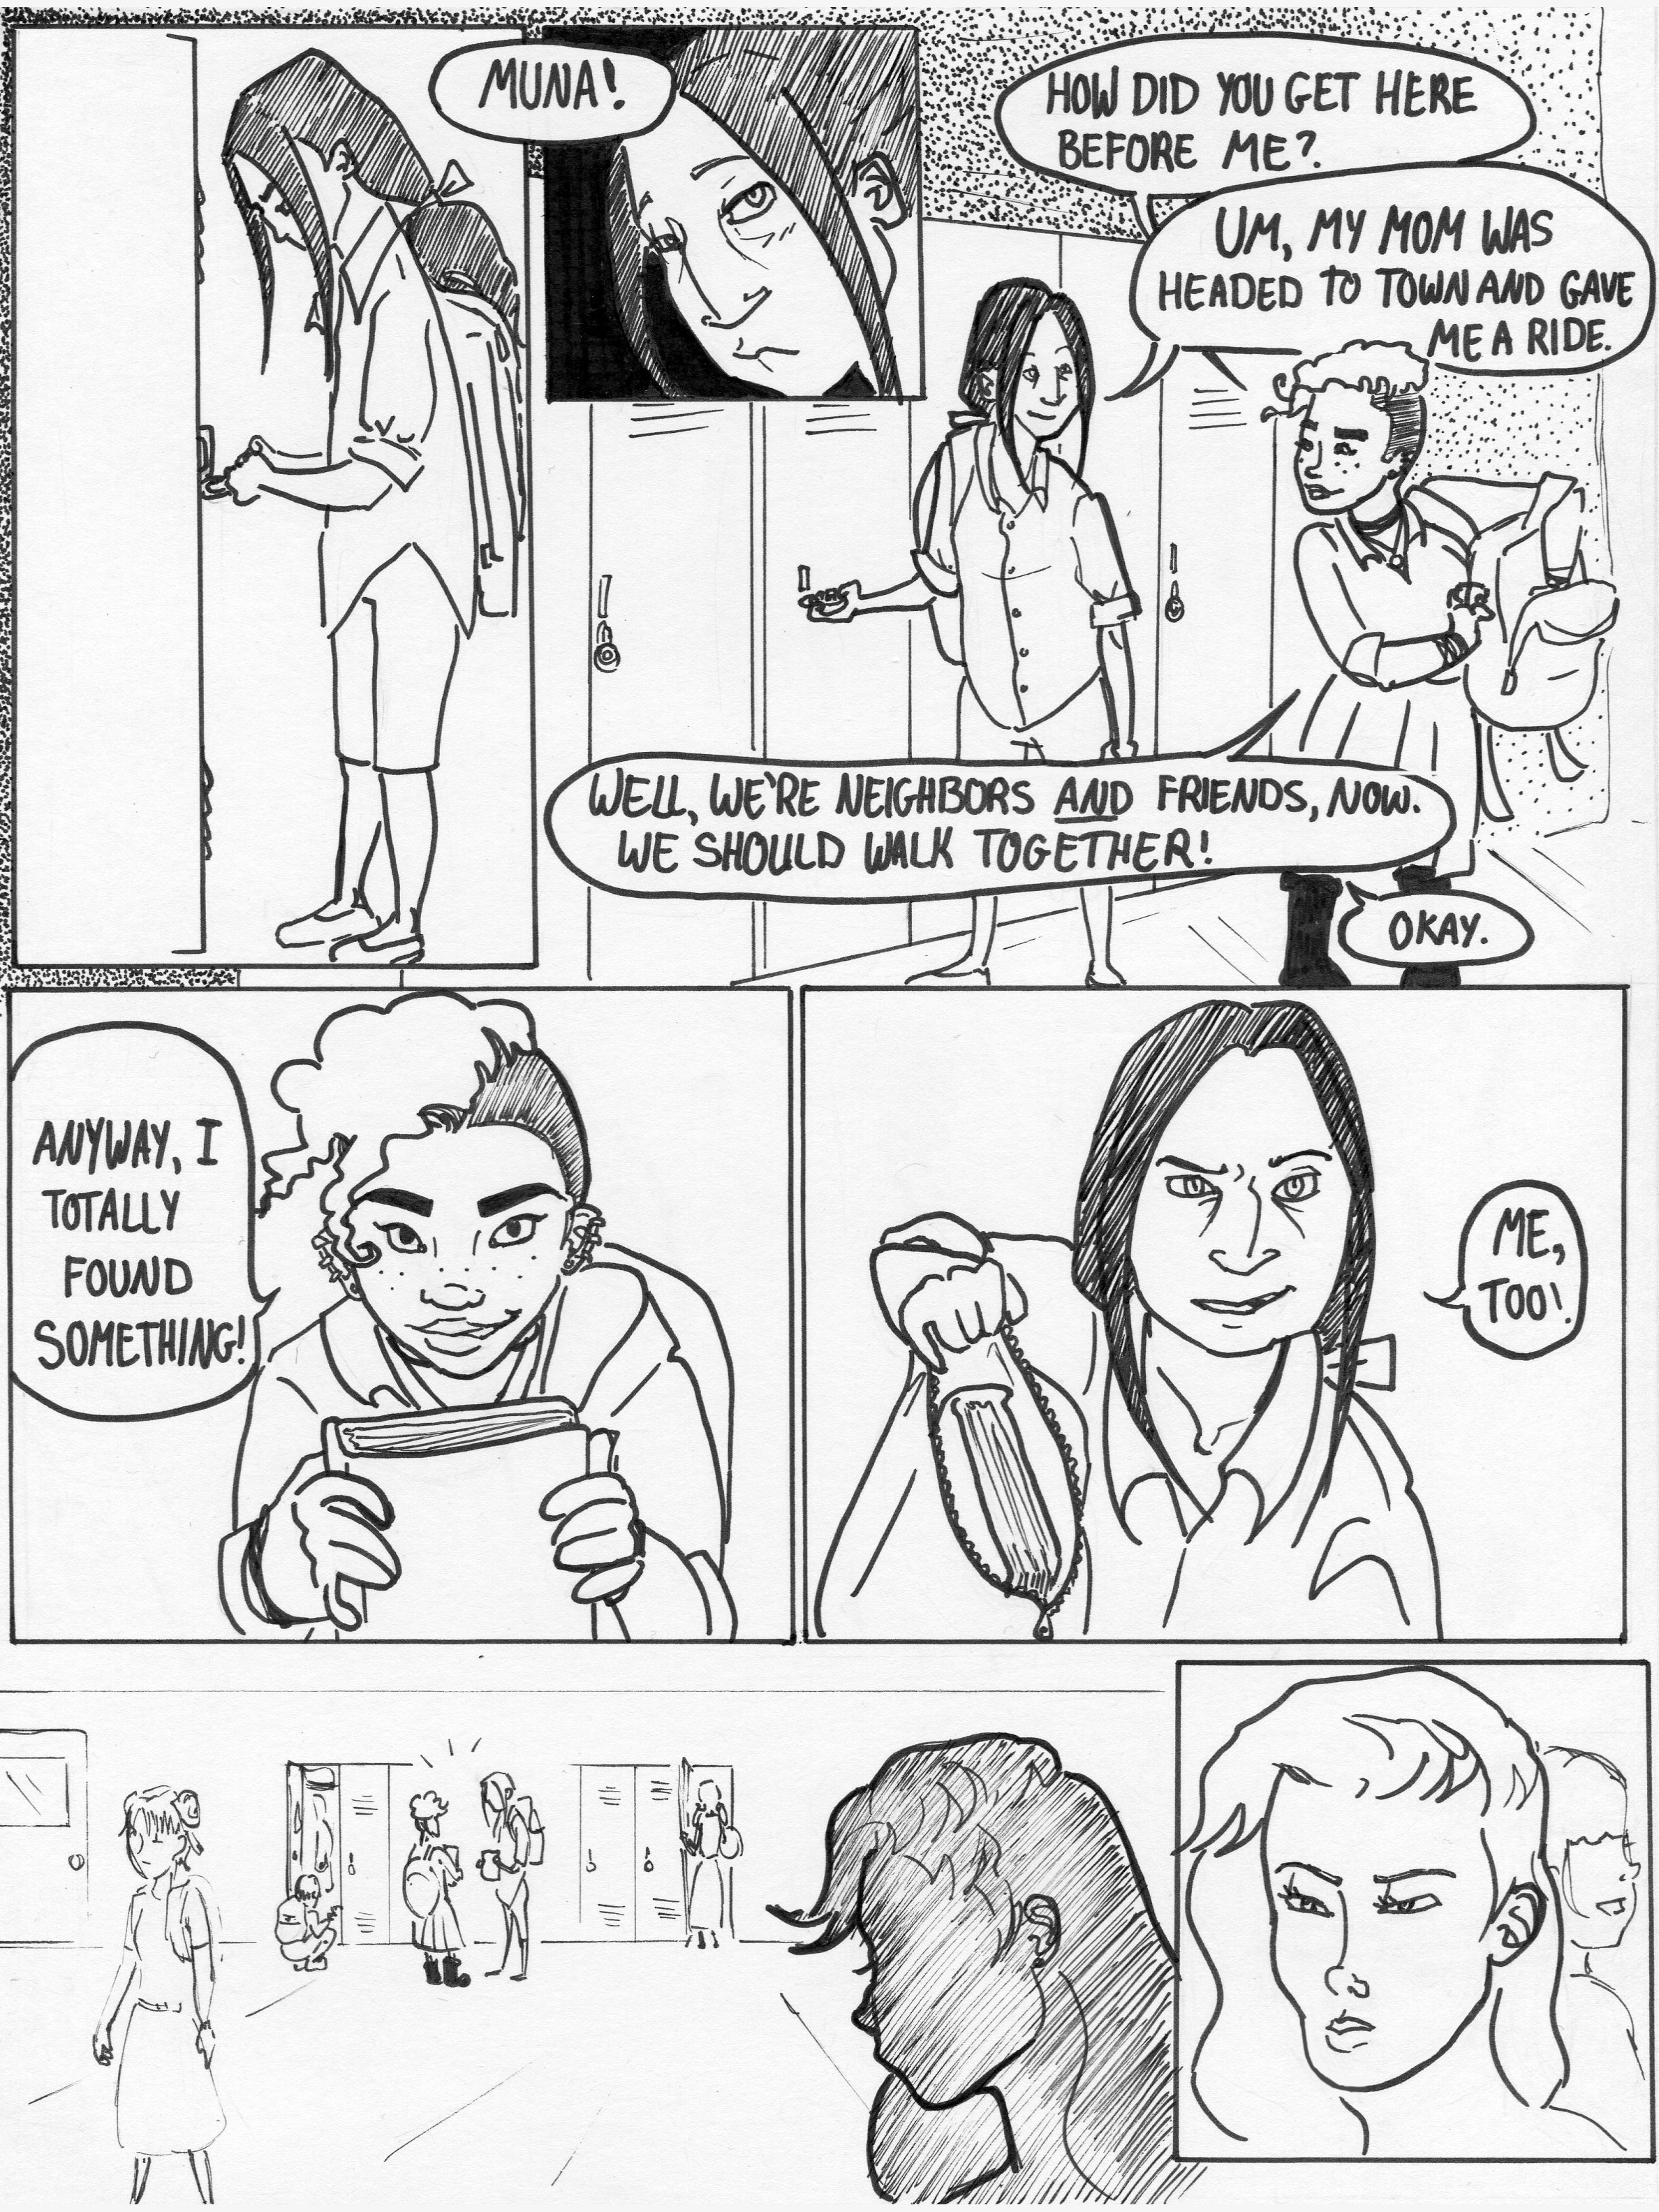 MUNA!
HOW DID YOU GET HERE
BEFORE ME?
UM, MY MOM WAS
HEADED TO TOWN AND GAVE
ME A RIDE.
WELL, WE'RE NEIGHBORS AND FRIENDS, NOW.
WE SHOULD WALK TOGETHER!
OKAY.
ANYWAY, I
TOTALLY
FOUND
SOMETHING!
ME,
TOO!